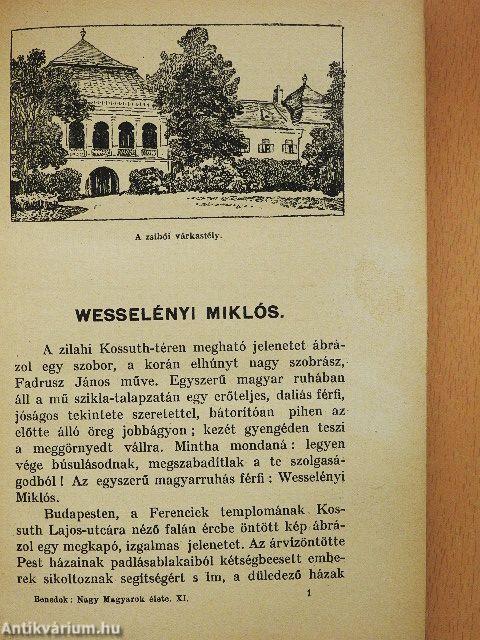 A zsibói várkastély.
WESSELÉNYI MIKLÓS.
A zilahi Kossuth-téren megható jelenetet ábrá-
zol egy szobor, a korán elhúnyt nagy szobrász,
Fadrusz János műve. Egyszerű magyar ruhában
áll a mű szikla-talapzatán egy erőteljes, daliás férfi,
jóságos tekintete szeretettel, bátorítóan pihen az
előtte álló öreg jobbágyon; kezét gyengéden teszi
a meggörnyedt vállra. Mintha mondaná: legyen
vége búsulásodnak, megszabadítlak a te szolgasá-
godból! Az egyszerű magyarruhás férfi: Wesselényi
Miklós.
Budapesten, a Ferenciek templomának Kos-
suth Lajos-utcára néző falán ércbe öntött kép ábrá-
zol egy megkapó, izgalmas jelenetet. Az árvizöntötte
Pest házainak padlásablakaiból kétségbeesett embe-
rek sikoltoznak segítségért s im, a düledező házak
Benedek: Nagy Magyarok élete. XI. 1
Antikvárium.hu